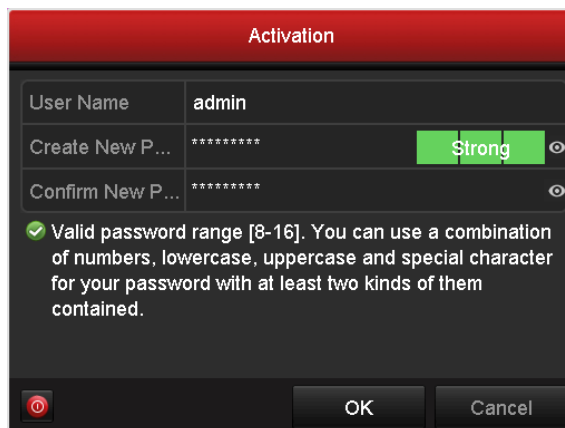 Activation
User Name admin
Create New P... ********* Strong
Confirm New P... *********
Valid password range [8-16]. You can use a combination
of numbers, lowercase, uppercase and special character
for your password with at least two kinds of them
contained.
OK Cancel